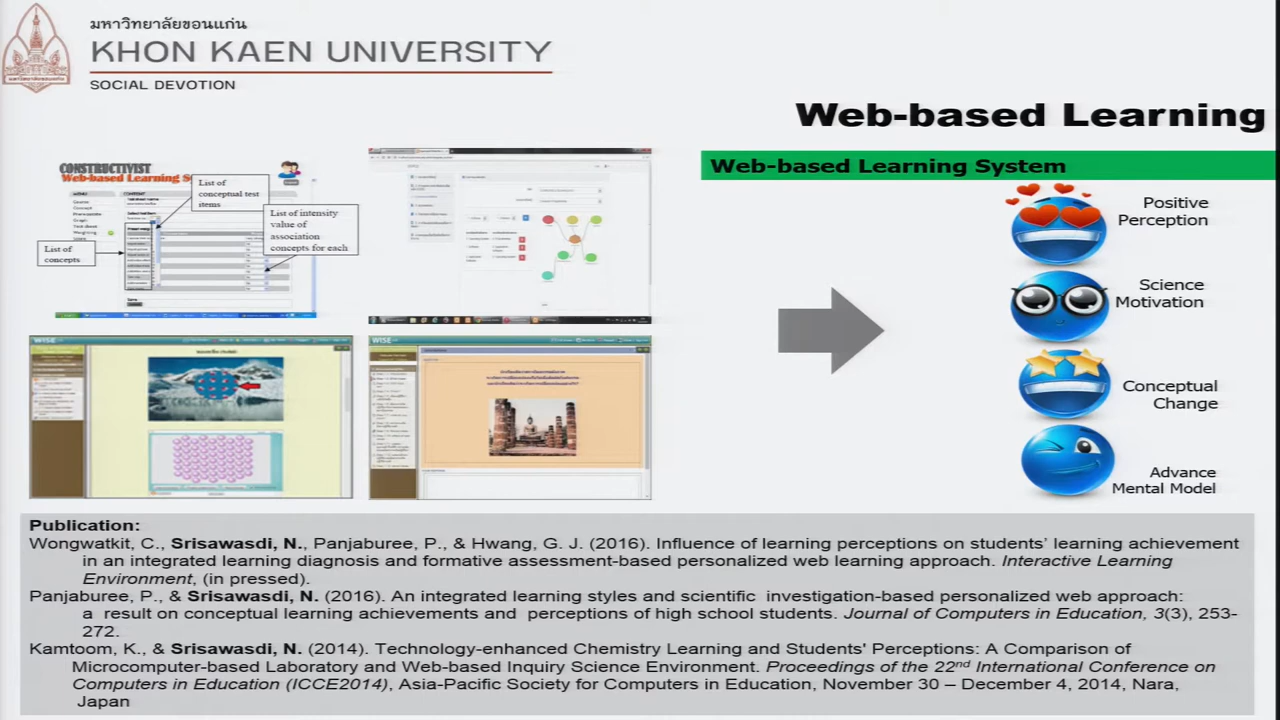 มหาวิทยาลัยขอนแก่น
KHON KAEN UNIVERSITY
SOCIAL DEVOTION
Web-based Learning
Web-based Learning System
CONSTRUCTIVIST
Web-based Learning
List of
conceptual test
items
List of intensity
value of
association
concepts for each
List of
concepts
WISE
WISE
Positive
Perception
Science
Motivation
Conceptual
Change
Advance
Mental Model
Publication:
Wongwatkit, C., Srisawasdi, N., Panjaburee, P., & Hwang, G. J. (2016). Influence of learning perceptions on students' learning achievement
in an integrated learning diagnosis and formative assessment-based personalized web learning approach. Interactive Learning
Environment, (in pressed).
Panjaburee, P., & Srisawasdi, N. (2016). An integrated learning styles and scientific investigation-based personalized web approach:
a result on conceptual learning achievements and perceptions of high school students. Journal of Computers in Education, 3(3), 253-
272.
Kamtoom, K., & Srisawasdi, N. (2014). Technology-enhanced Chemistry Learning and Students' Perceptions: A Comparison of
Microcomputer-based Laboratory and Web-based Inquiry Science Environment. Proceedings of the 22nd International Conference on
Computers in Education (ICCE2014), Asia-Pacific Society for Computers in Education, November 30 – December 4, 2014, Nara,
Japan